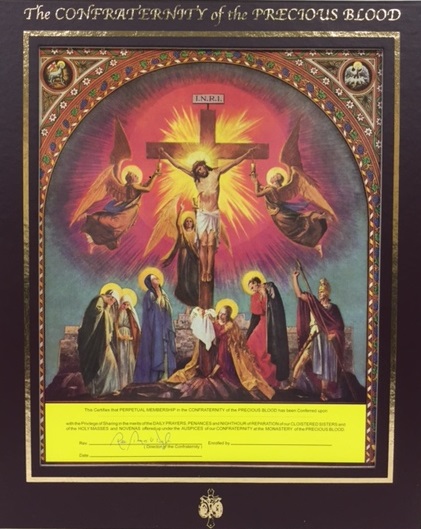 The CONFRATERNITY of the PRECIOUS BLOOD
I.N.R.I.
This Certifies that PERPETUAL MEMBERSHIP in the CONFRATERNITY of the PRECIOUS BLOOD has been Conferred upon
with the Privilege of Sharing in the merits of the DAILY PRAYERS, PENANCES and NIGHT HOUR of REPARATION of our CLOISTERED SISTERS and
of the HOLY MASSES and NOVENAS offered up under the AUSPICES of our CONFRATERNITY at the MONASTERY of the PRECIOUS BLOOD.
Rev. Enrolled by
( Director of the Confraternity )
Date